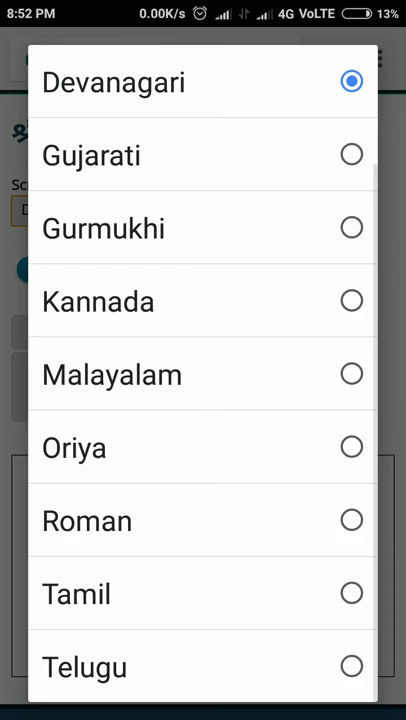 8:52 PM 0.00K/s 4G VoLTE 13%
Devanagari
Gujarati
Gurmukhi
Kannada
Malayalam
Oriya
Roman
Tamil
Telugu